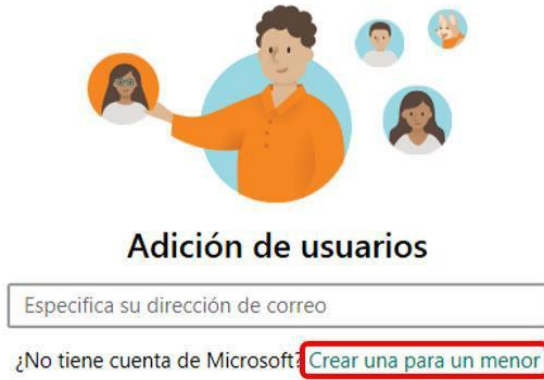 Adición de usuarios
Especifica su dirección de correo
¿No tiene cuenta de Microsoft? Crear una para un menor